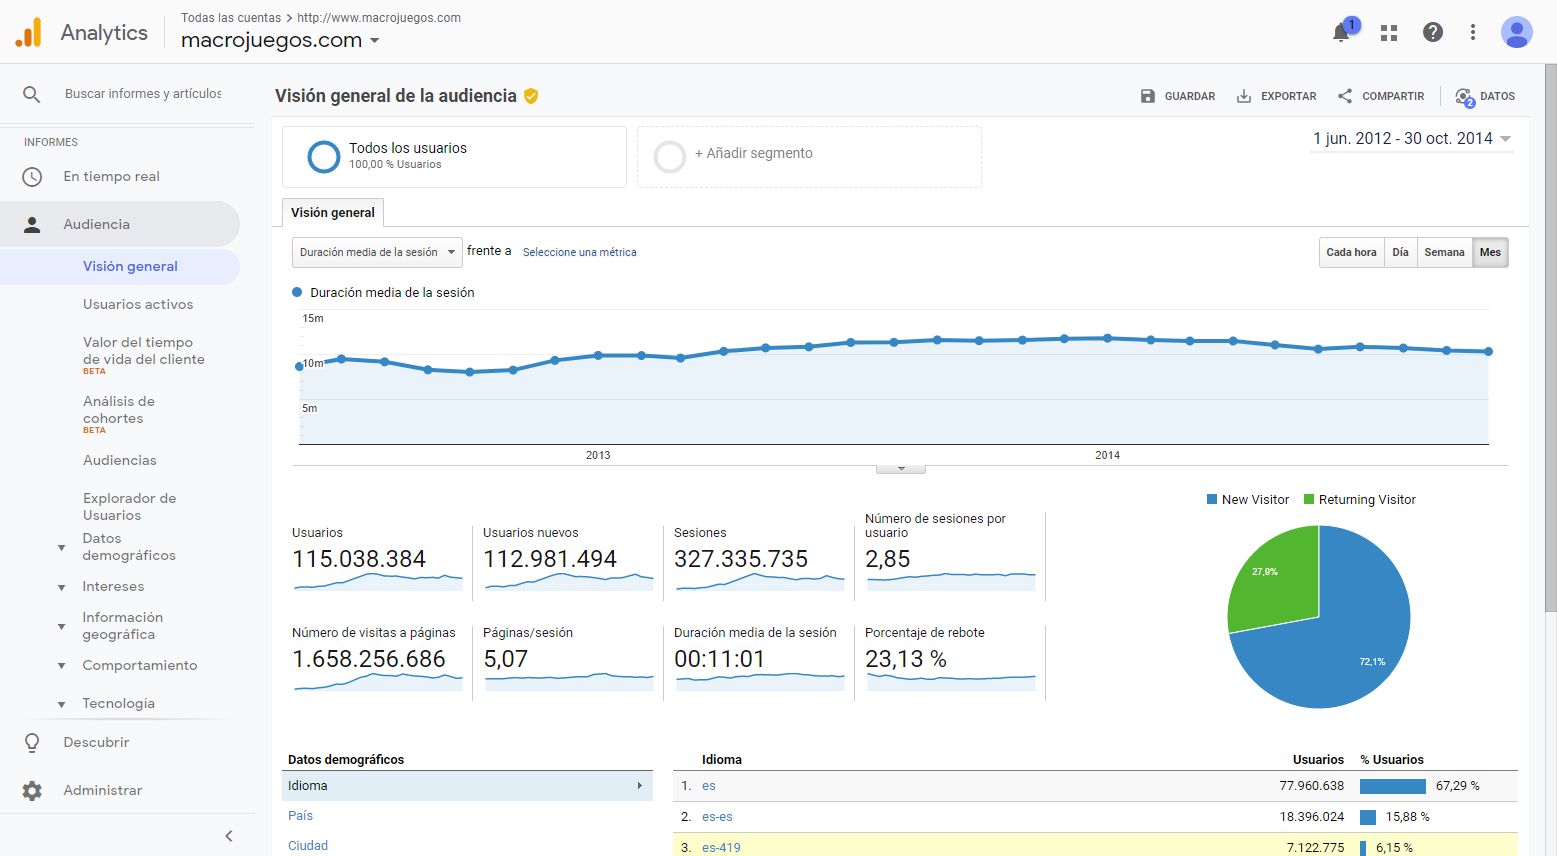 Analytics
Todas las cuentas > http://www.macrojuegos.com
macrojuegos.com
1
Buscar informes y artículos
INFORMES
En tiempo real
Audiencia
Visión general
Usuarios activos
Valor del tiempo
de vida del cliente
BETA
Análisis de
cohortes
BETA
Audiencias
Explorador de
Usuarios
Datos
demográficos
Intereses
Información
geográfica
Comportamiento
Tecnología
Descubrir
Administrar
Visión general de la audiencia
GUARDAR
EXPORTAR
COMPARTIR
2
DATOS
Todos los usuarios
100,00 % Usuarios
+ Añadir segmento
1 jun. 2012 - 30 oct. 2014
Visión general
Duración media de la sesión
frente a
Seleccione una métrica
Cada hora
Día
Semana
Mes
Duración media de la sesión
15m
10m
5m
2013
2014
Usuarios
115.038.384
Usuarios nuevos
112.981.494
Sesiones
327.335.735
Número de sesiones por
usuario
2,85
Número de visitas a páginas
1.658.256.686
Páginas/sesión
5,07
Duración media de la sesión
00:11:01
Porcentaje de rebote
23,13 %
New Visitor
Returning Visitor
27,9%
72,1%
Datos demográficos
Idioma
País
Ciudad
Idioma Usuarios % Usuarios
1. es 77.960.638 67,29 %
2. es-es 18.396.024 15,88 %
3. es-419 7.122.775 6,15 %